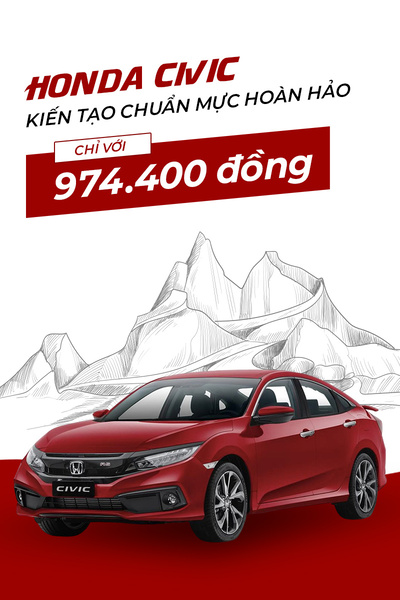 HONDA CIVIC
KIẾN TẠO CHUẨN MỰC HOÀN HẢO
CHỈ VỚI
974.400 đồng
CIVIC